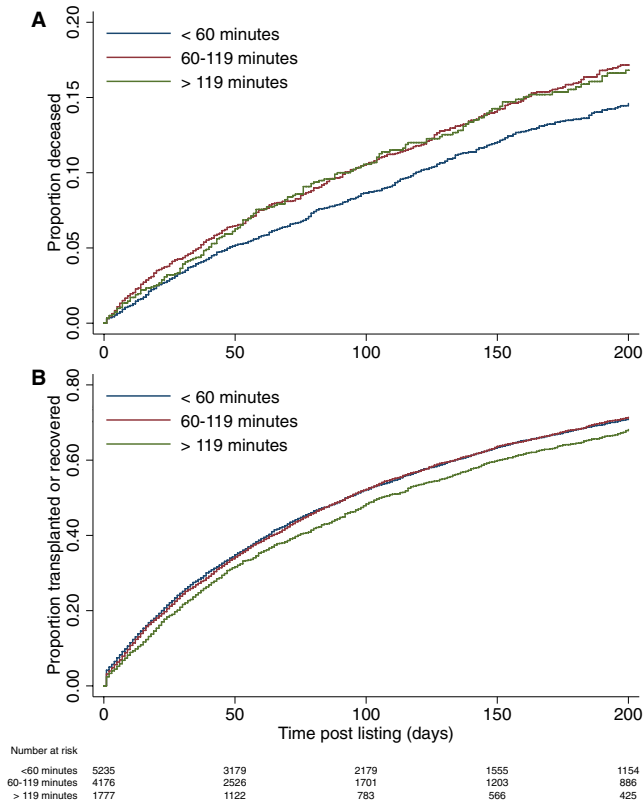 A
< 60 minutes
60-119 minutes
> 119 minutes
Proportion deceased
0.20
0.15
0.10
0.05
0.00
0 50 100 150 200
B
< 60 minutes
60-119 minutes
> 119 minutes
Proportion transplanted or recovered
0.80
0.60
0.40
0.20
0.00
0 50 100 150 200
Time post listing (days)
Number at risk
<60 minutes 5235 3179 2179 1555 1154
60-119 minutes 4176 2526 1701 1203 886
> 119 minutes 1777 1122 783 566 425